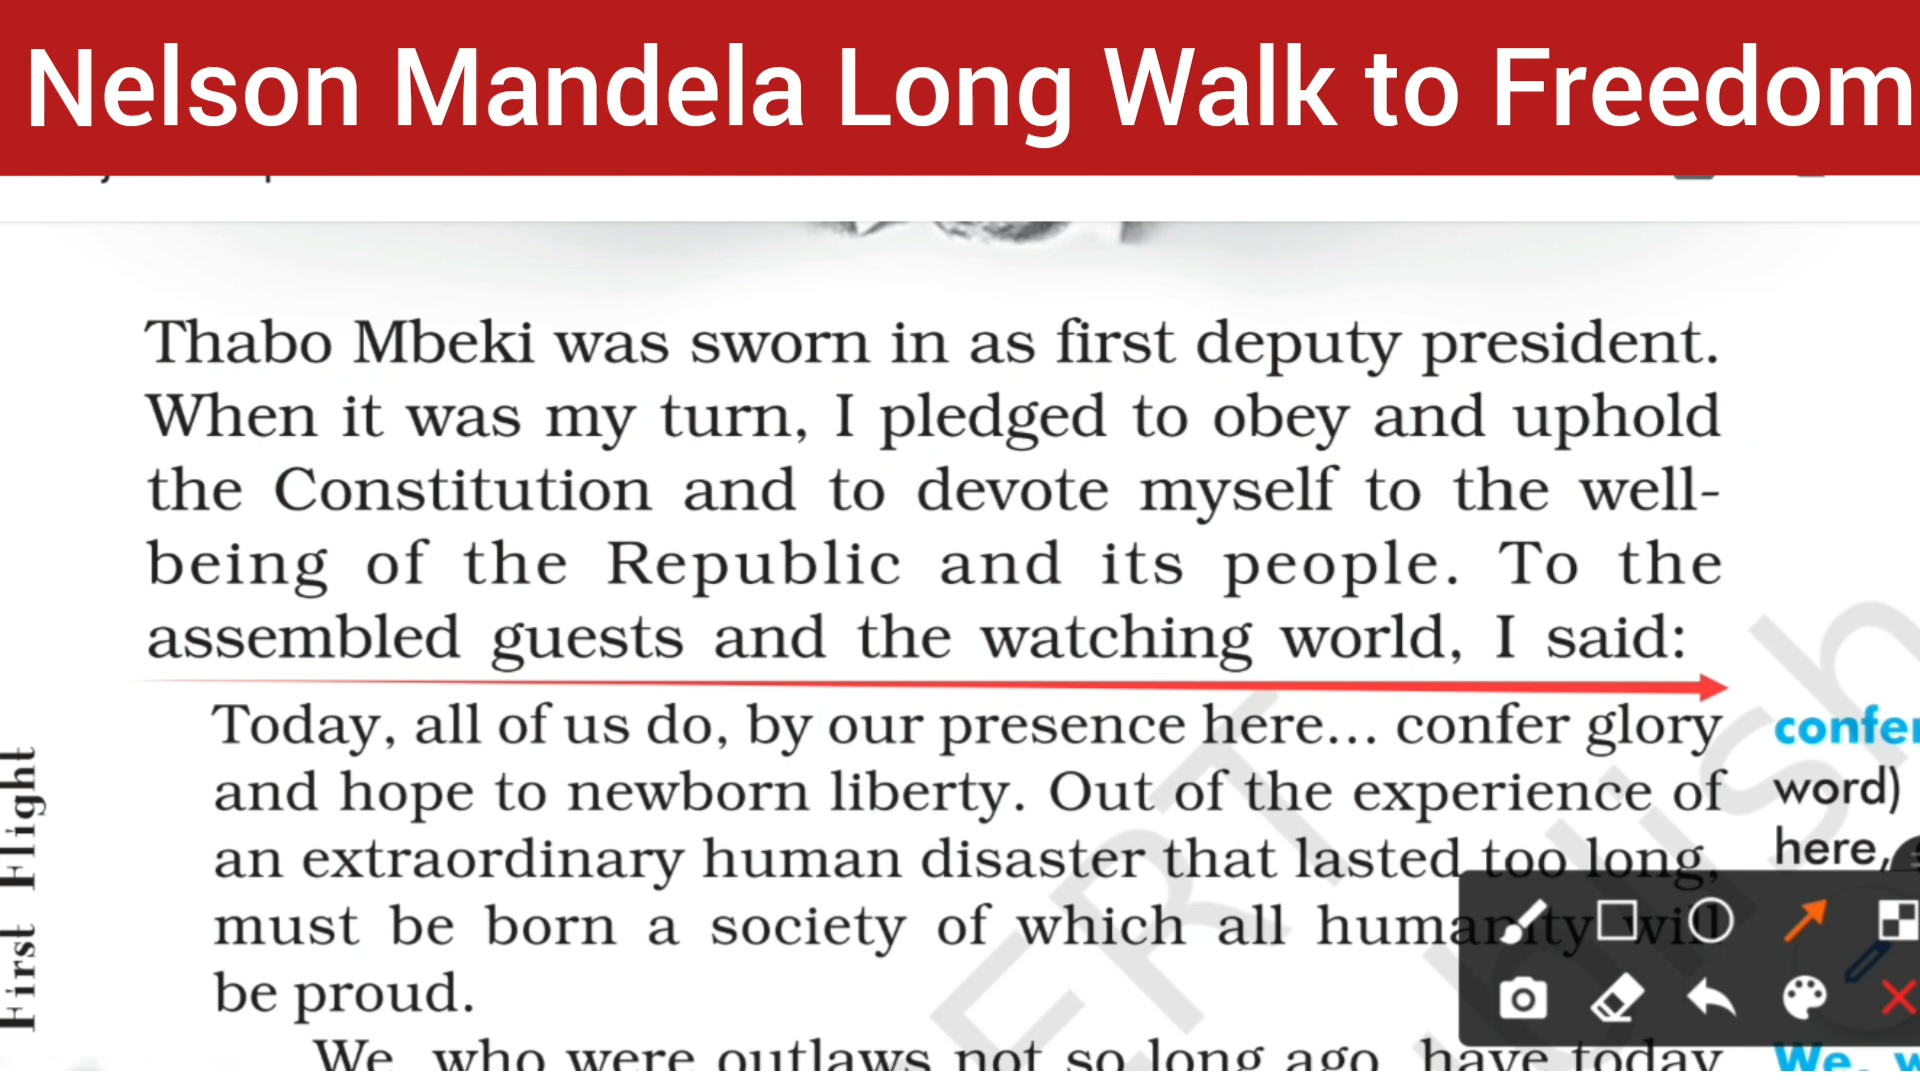 Nelson Mandela Long Walk to Freedom
Thabo Mbeki was sworn in as first deputy president.
When it was my turn, I pledged to obey and uphold
the Constitution and to devote myself to the well-
being of the Republic and its people. To the
assembled guests and the watching world, I said:
Today, all of us do, by our presence here... confer glory
and hope to newborn liberty. Out of the experience of
an extraordinary human disaster that lasted too long,
must be born a society of which all humanity will
be proud.
We, who were outlaws not so long ago, have today
confer
word)
here,
We, w
First Flight